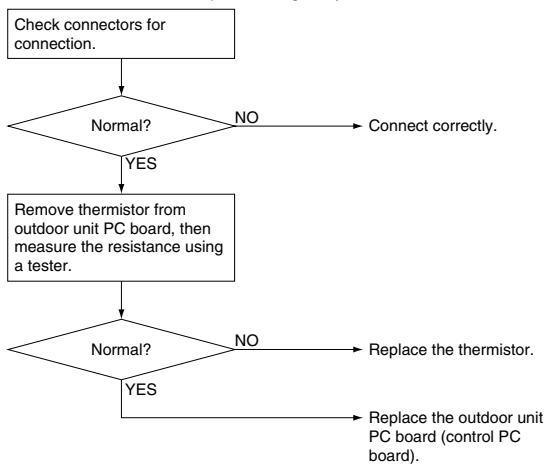 Check connectors for
connection.
Normal?
NO
Connect correctly.
YES
Remove thermistor from
outdoor unit PC board, then
measure the resistance using
a tester.
Normal?
NO
Replace the thermistor.
YES
Replace the outdoor unit
PC board (control PC
board).